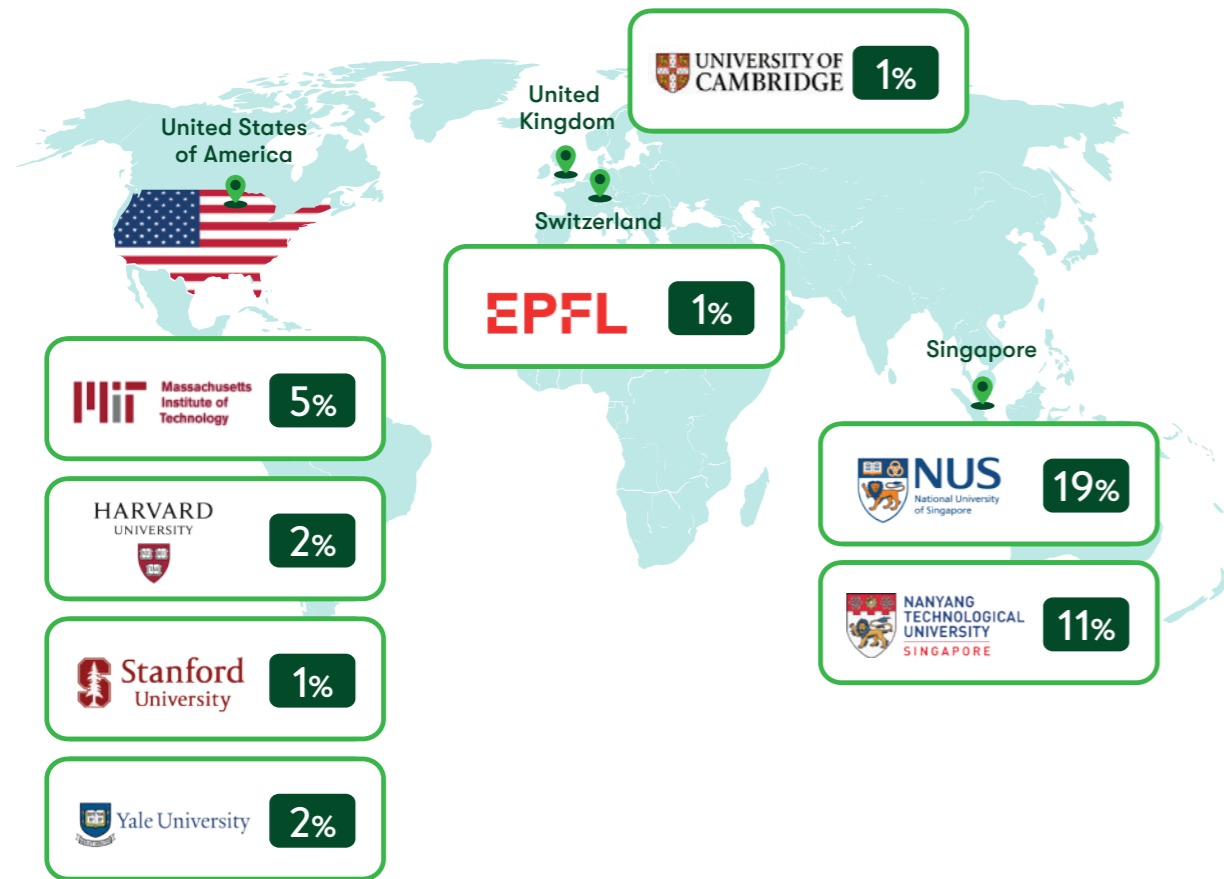 UNIVERSITY OF
CAMBRIDGE
1%
United
Kingdom
United States
of America
Switzerland
EPFL
1%
Singapore
MIT
Massachusetts
Institute of
Technology
5%
NUS
National University
of Singapore
19%
HARVARD
UNIVERSITY
2%
NANYANG
TECHNOLOGICAL
UNIVERSITY
SINGAPORE
11%
Stanford
University
1%
Yale University
2%